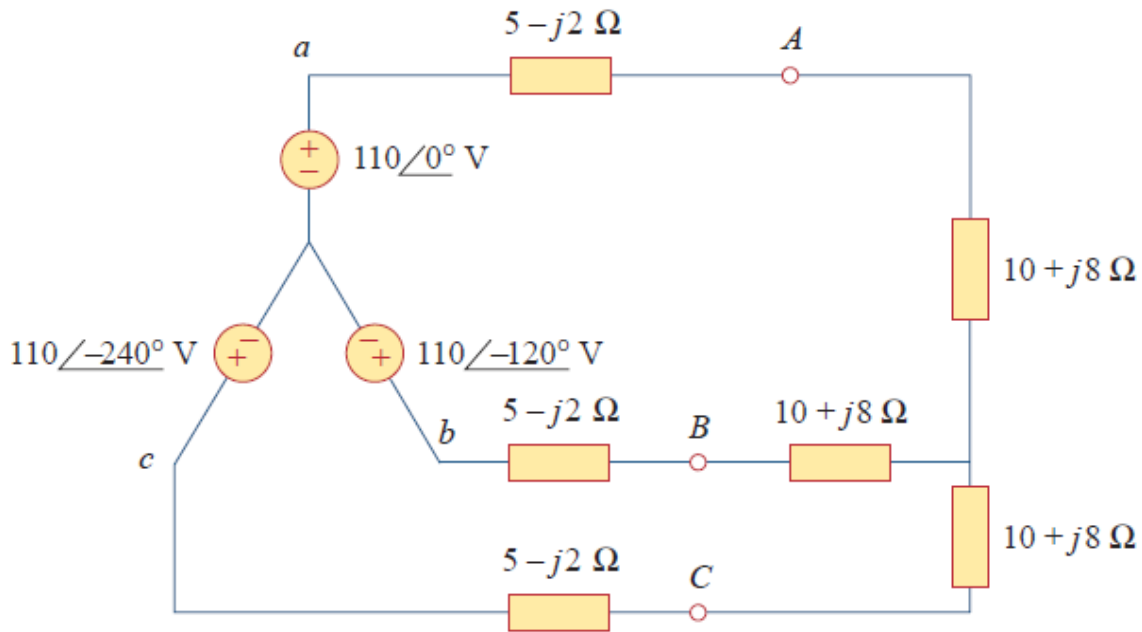 5 – j2 Ω
a
A
+
–
110∠0° V
10 + j8 Ω
110∠–240° V
–
+
–
+
110∠–120° V
5 – j2 Ω
10 + j8 Ω
b
B
c
10 + j8 Ω
5 – j2 Ω
C